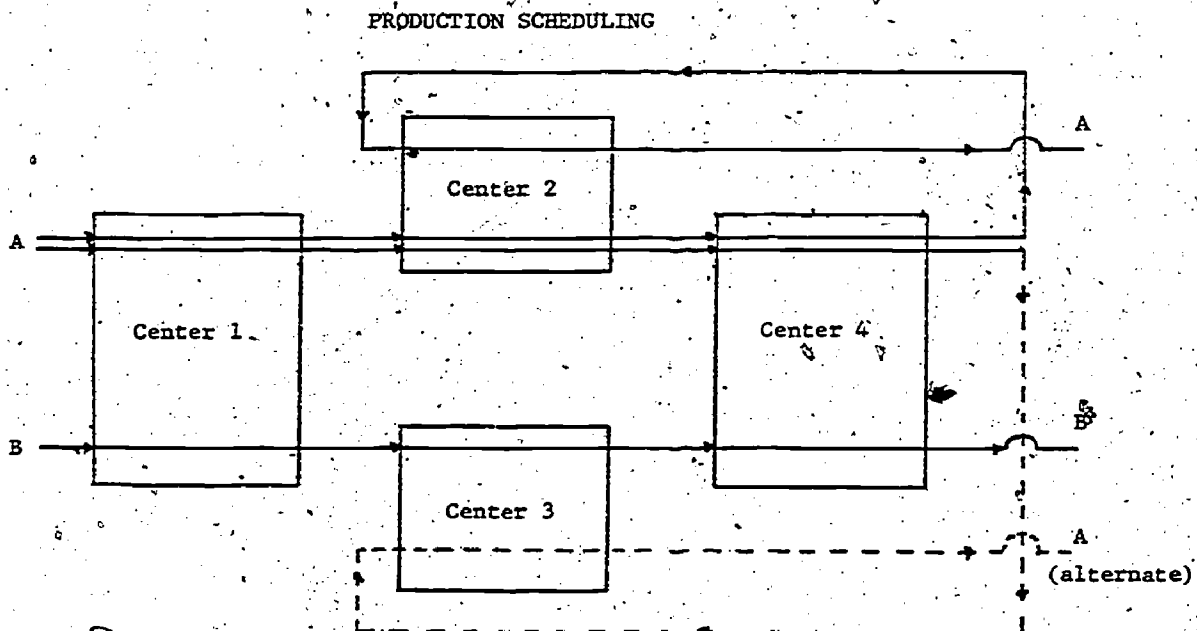 PRODUCTION SCHEDULING
A
Center 2
A
Center 1
Center 4
B
B
Center 3
A
(alternate)